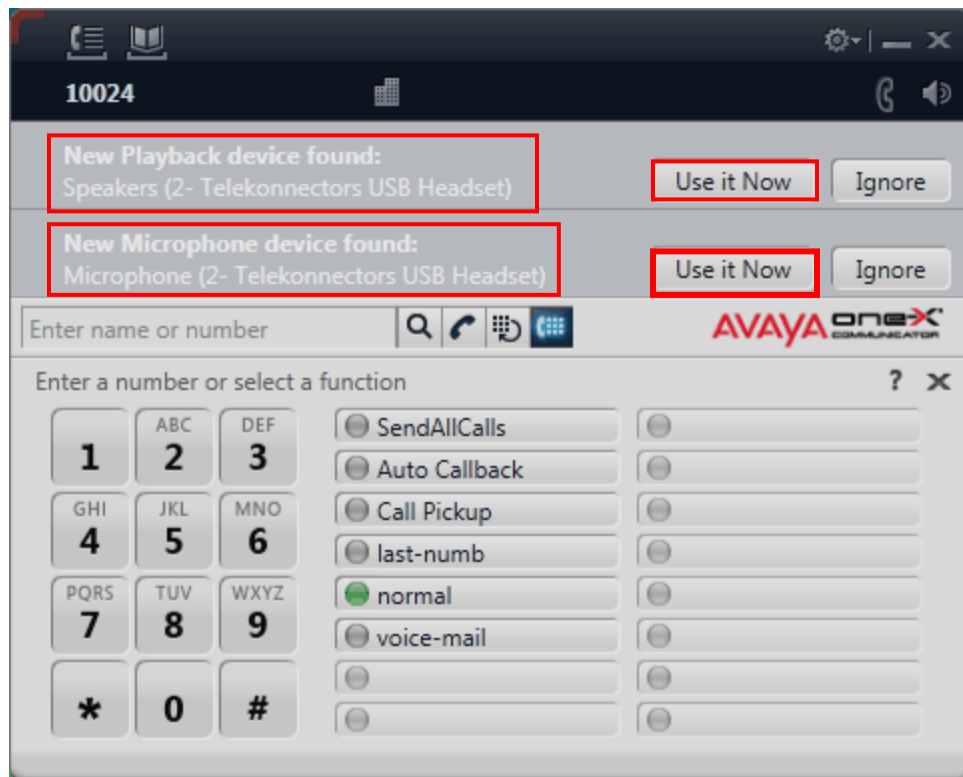 10024
New Playback device found:
Speakers (2- Telekonnectors USB Headset)
Use it Now
Ignore
New Microphone device found:
Microphone (2- Telekonnectors USB Headset)
Use it Now
Ignore
Enter name or number
AVAYA one-X
COMMUNICATOR
Enter a number or select a function
?
1
ABC
2
DEF
3
GHI
4
JKL
5
MNO
6
PQRS
7
TUV
8
WXYZ
9
*
0
#
SendAllCalls
Auto Callback
Call Pickup
last-numb
normal
voice-mail